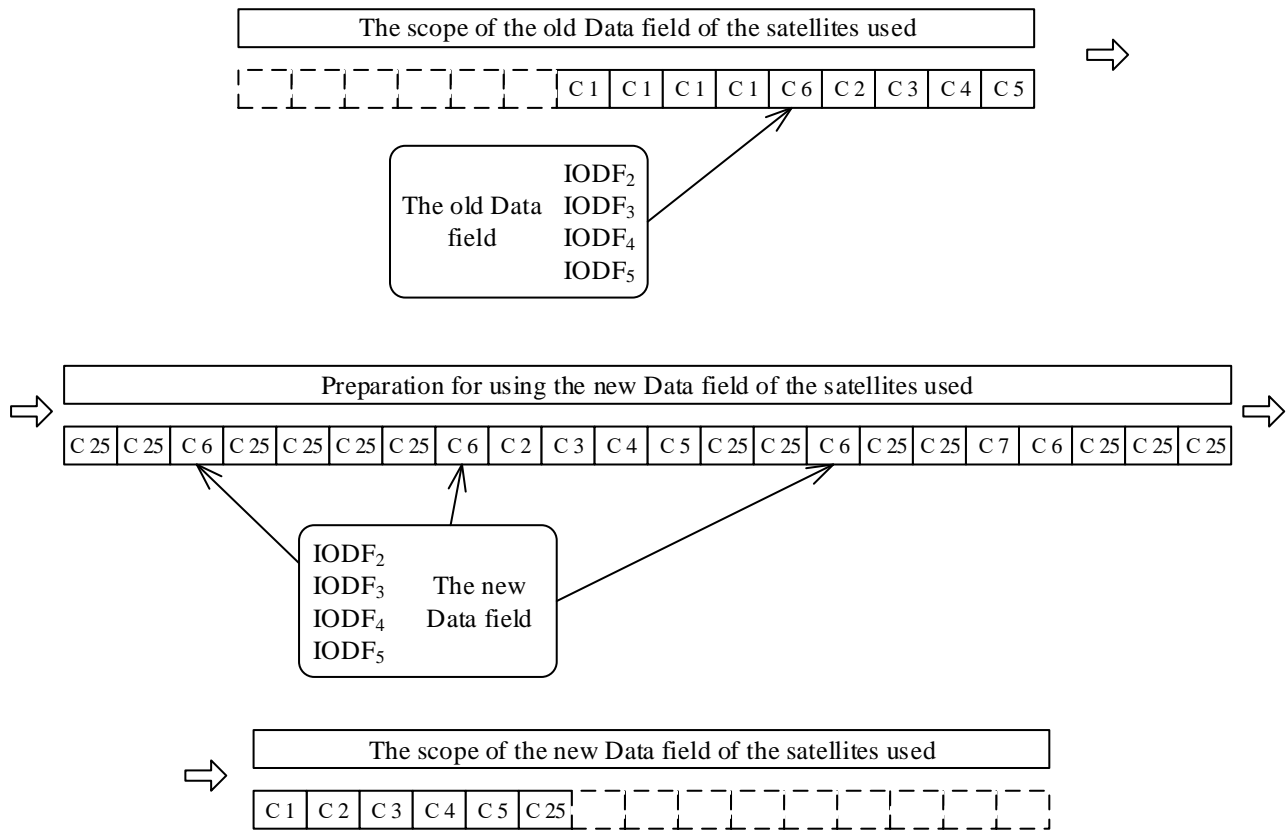 The scope of the old Data field of the satellites used
C 1 C 1 C 1 C 1 C 6 C 2 C 3 C 4 C 5
The old Data
field
IODF₂
IODF₃
IODF₄
IODF₅
Preparation for using the new Data field of the satellites used
C 25 C 25 C 6 C 25 C 25 C 25 C 25 C 6 C 2 C 3 C 4 C 5 C 25 C 25 C 6 C 25 C 25 C 7 C 6 C 25 C 25 C 25
IODF₂
IODF₃
IODF₄
IODF₅
The new
Data field
The scope of the new Data field of the satellites used
C 1 C 2 C 3 C 4 C 5 C 25